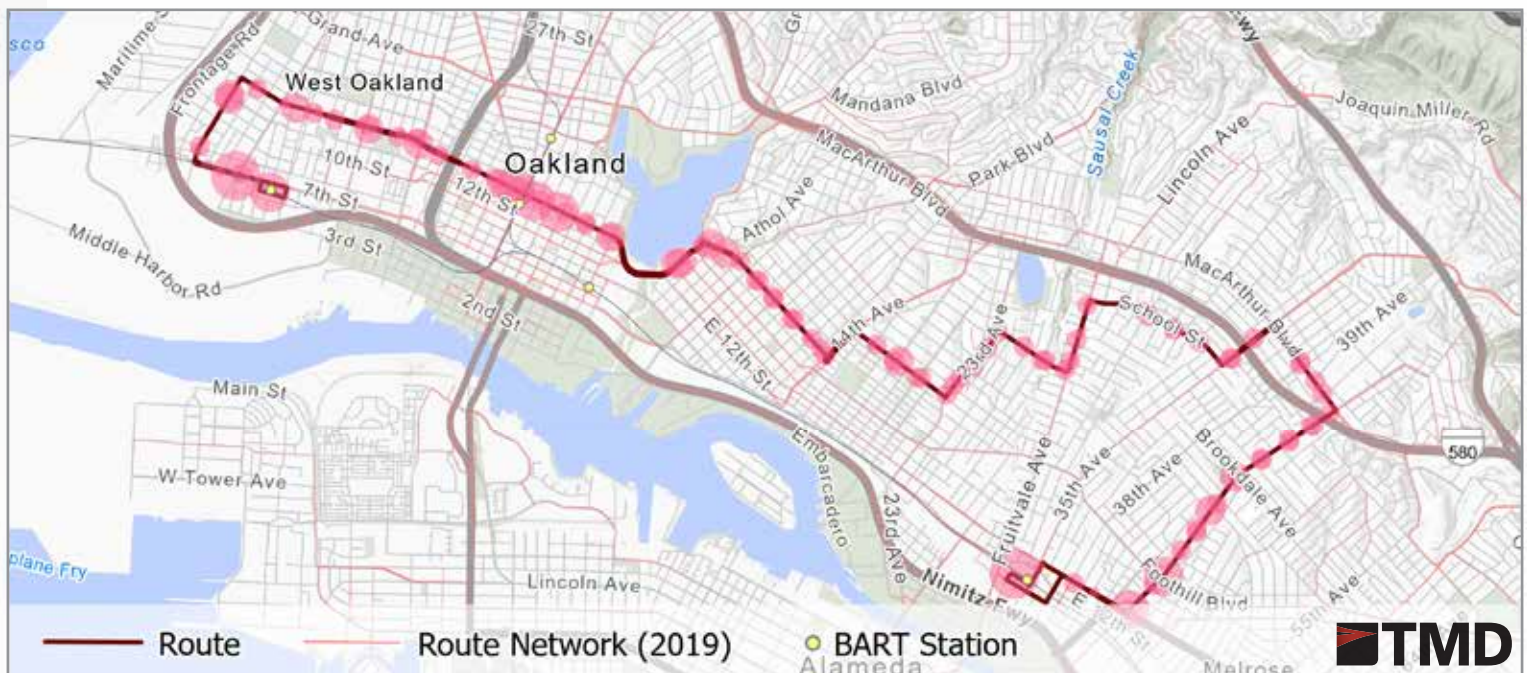 sco
Maritime S
Frontage Rd
Grand-Ave
27th St
Gr
wy
West Oakland
Mandana Blvd
Sausal Creek
Joaquin Miller-Rd
Lincoln Ave
MacArthur Blvd
Park-Blvd
10th-St
Oakland
12th St
7th-St
Athol Ave
3rd St
Middle Harbor-Rd
2nd St
14th-Ave
School St
MacArthur-Blvd
39th Ave
E 12th-St
23rd Ave
Main St
580
W-Tower Ave
Embarcadero
23rd Ave
Fruitvale Ave
35th Ave
38th Ave
Brookdale Ave
plane Fry
Lincoln Ave
Nimitz-F
wy
E
2th St
Foothill Blvd
55th Ave
Route
Route Network (2019)
BART Station
TMD
Alameda
Melrose